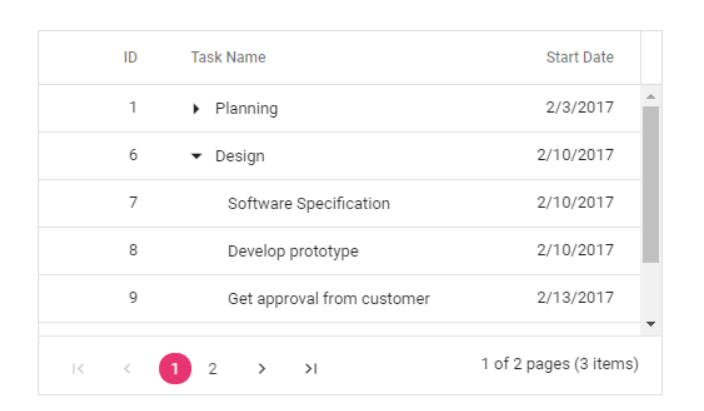 ID Task Name Start Date
1 Planning 2/3/2017
6 Design 2/10/2017
7 Software Specification 2/10/2017
8 Develop prototype 2/10/2017
9 Get approval from customer 2/13/2017
1 2 1 of 2 pages (3 items)